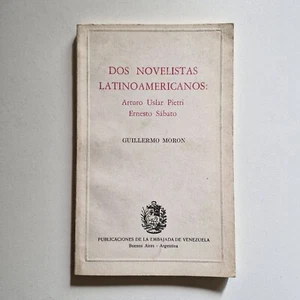 DOS NOVELISTAS
LATINOAMERICANOS:
Arturo Uslar Pietri
Ernesto Sábato
GUILLERMO MORON
PUBLICACIONES DE LA EMBAJADA DE VENEZUELA
Buenos Aires - Argentina